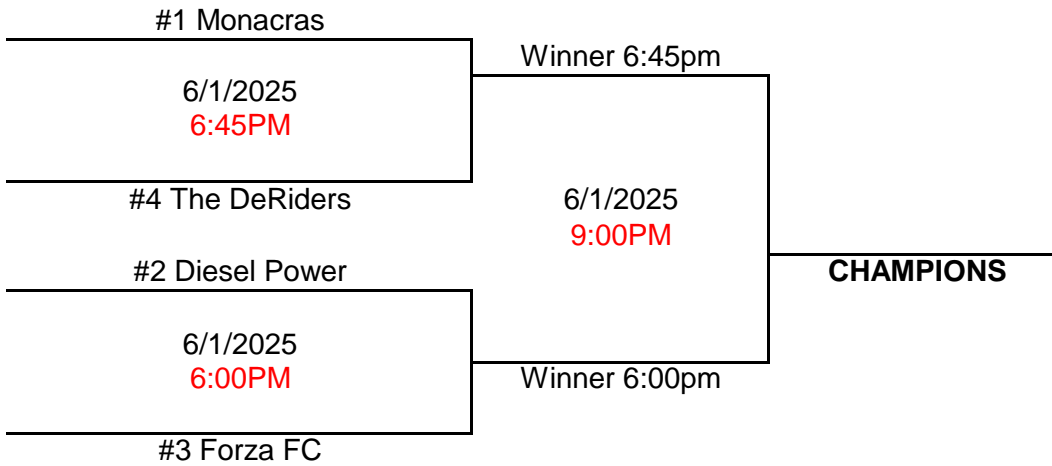 #1 Monacras
Winner 6:45pm
6/1/2025
6:45PM
#4 The DeRiders
6/1/2025
9:00PM
#2 Diesel Power
CHAMPIONS
6/1/2025
6:00PM
Winner 6:00pm
#3 Forza FC